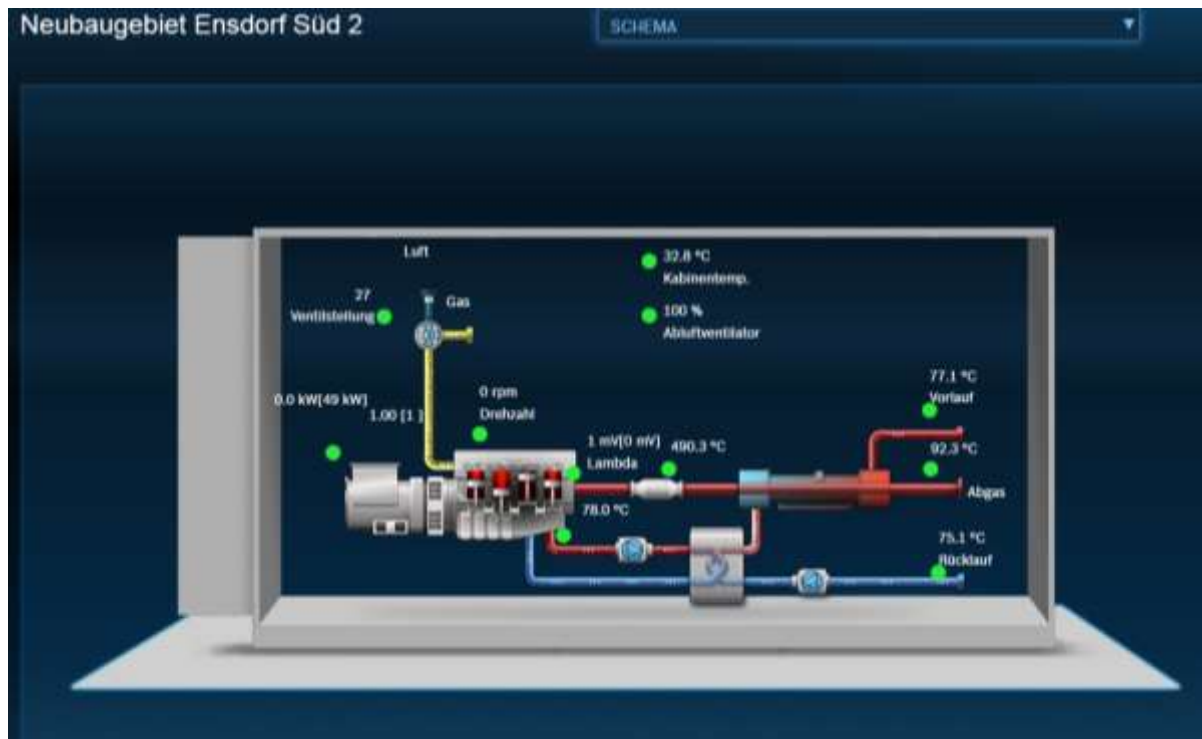 Neubaugebiet Ensdorf Süd 2
SCHEMA
Luft
32.8 °C
Kabinentemp.
27
Ventilstellung
Gas
100 %
Abluftventilator
77.1 °C
Vorlauf
0.0 kW[49 kW]
1.00 [1 ]
0 rpm
Drehzahl
1 mV[0 mV]
Lambda
490.3 °C
92.3 °C
Abgas
78.0 °C
75.1 °C
Rücklauf